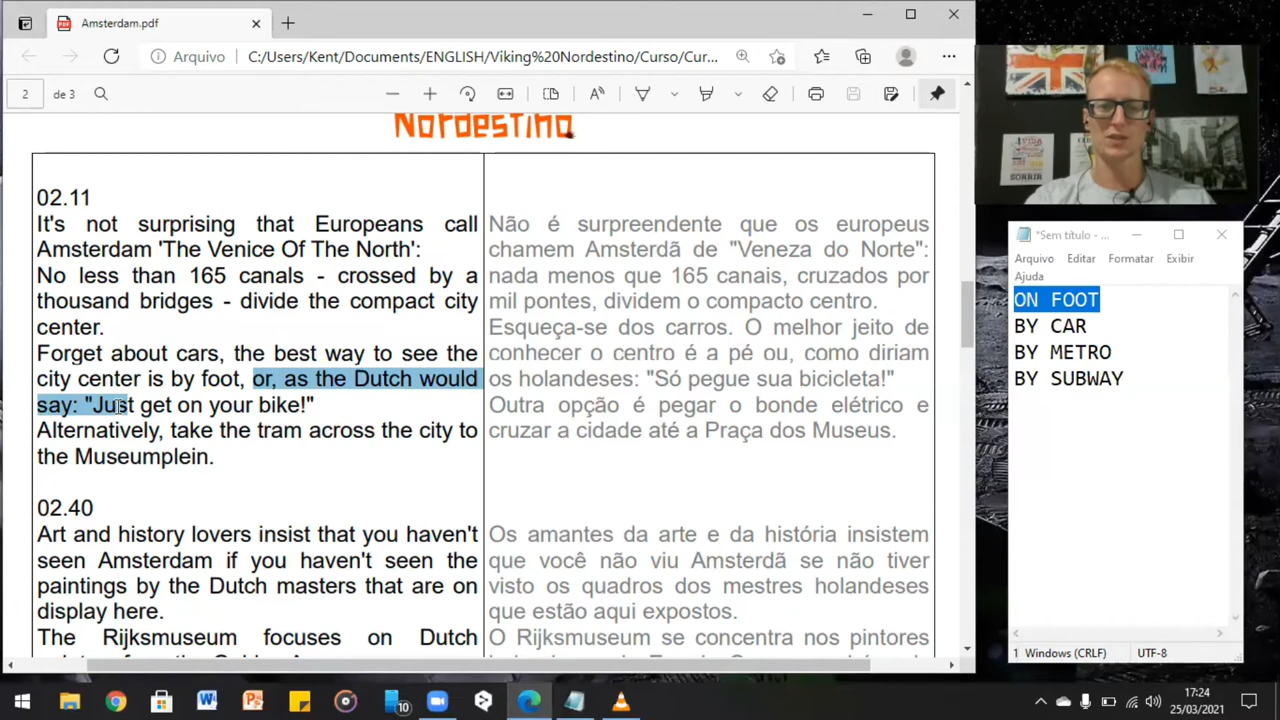 Amsterdam.pdf
Arquivo
C:/Users/Kent/Documents/ENGLISH/Viking%20Nordestino/Curso/Cur...
2
de 3
Nordestino
02.11
It's not surprising that Europeans call
Amsterdam 'The Venice Of The North':
No less than 165 canals - crossed by a
thousand bridges - divide the compact city
center.
Forget about cars, the best way to see the
city center is by foot, or, as the Dutch would
say: "Just get on your bike!"
Alternatively, take the tram across the city to
the Museumplein.
02.40
Art and history lovers insist that you haven't
seen Amsterdam if you haven't seen the
paintings by the Dutch masters that are on
display here.
The Rijksmuseum focuses on Dutch
Não é surpreendente que os europeus
chamem Amsterdã de "Veneza do Norte":
nada menos que 165 canais, cruzados por
mil pontes, dividem o compacto centro.
Esqueça-se dos carros. O melhor jeito de
conhecer o centro é a pé ou, como diriam
os holandeses: "Só pegue sua bicicleta!"
Outra opção é pegar o bonde elétrico e
cruzar a cidade até a Praça dos Museus.
Os amantes da arte e da história insistem
que você não viu Amsterdã se não tiver
visto os quadros dos mestres holandeses
que estão aqui expostos.
O Rijksmuseum se concentra nos pintores
VIDA
SORRIR
*Sem título - ...
Arquivo
Editar
Formatar
Exibir
Ajuda
ON FOOT
BY CAR
BY METRO
BY SUBWAY
1
Windows (CRLF)
UTF-8
10
17:24
25/03/2021